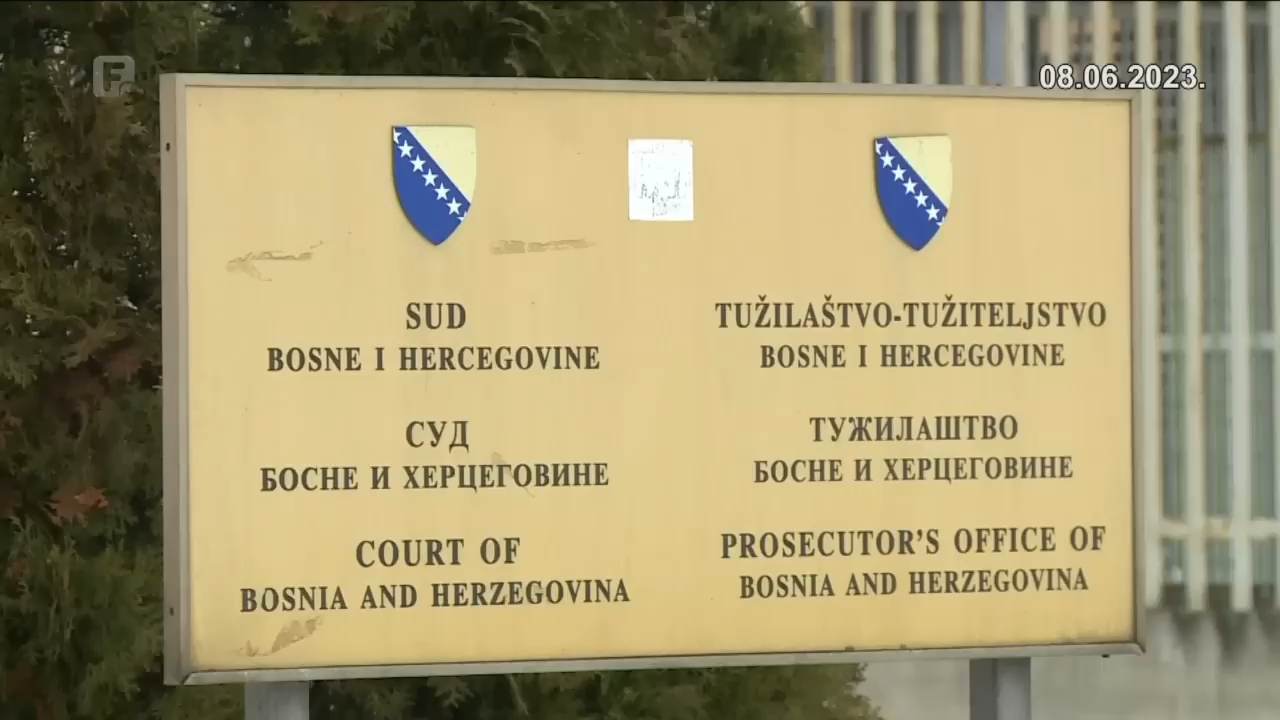 F
08.06.2023.
SUD
BOSNE I HERCEGOVINE
СУД
БОСНЕ И ХЕРЦЕГОВИНЕ
COURT OF
BOSNIA AND HERZEGOVINA
TUŽILAŠTVO-TUŽITELJSTVO
BOSNE I HERCEGOVINE
ТУЖИЛАШТВО
БОСНЕ И ХЕРЦЕГОВИНЕ
PROSECUTOR'S OFFICE OF
BOSNIA AND HERZEGOVINA